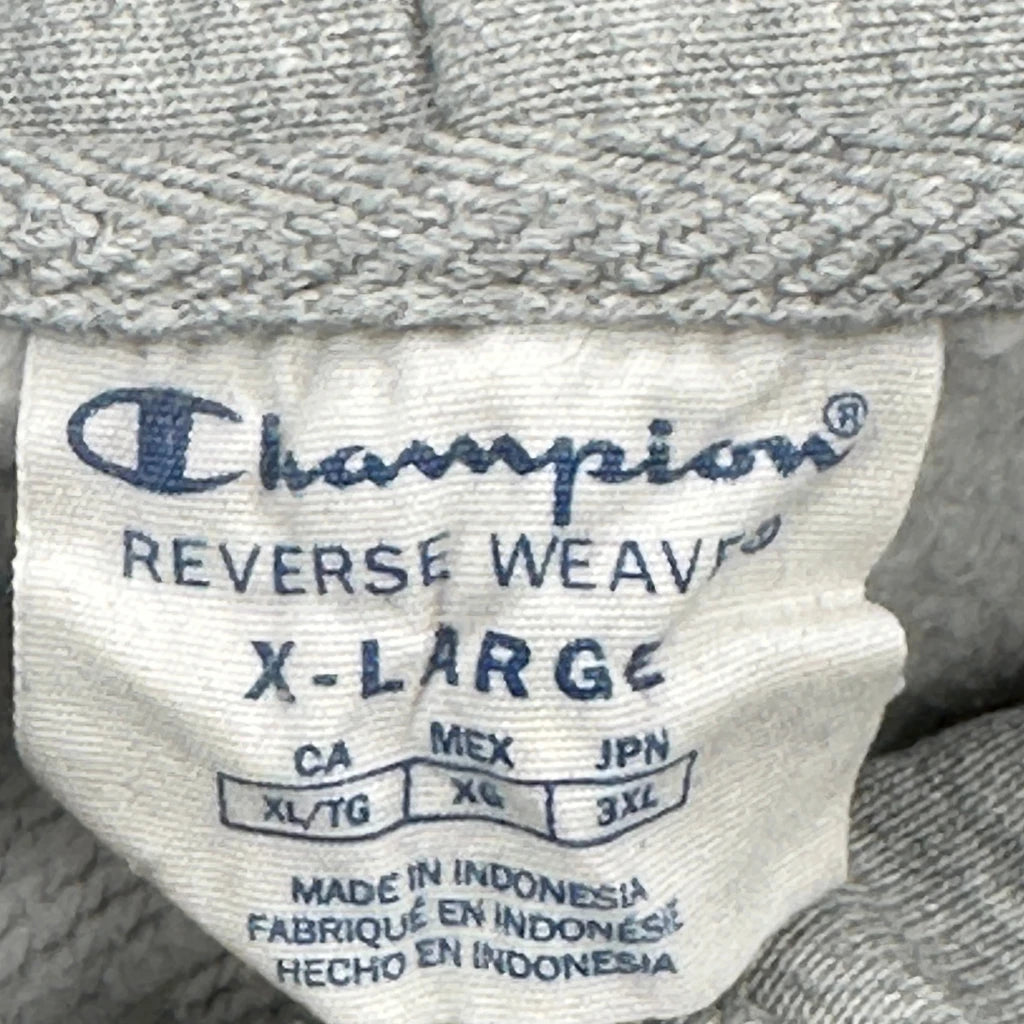 Champion®
REVERSE WEAVE
X-LARGE
CA MEX JPN
XL/TG XG 3XL
MADE IN INDONESIA
FABRIQUÉ EN INDONÉSIE
HECHO EN INDONESIA